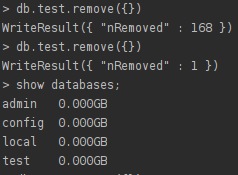 > db.test.remove({})
WriteResult({ "nRemoved" : 168 })
> db.test.remove({})
WriteResult({ "nRemoved" : 1 })
> show databases;
admin   0.000GB
config  0.000GB
local   0.000GB
test    0.000GB